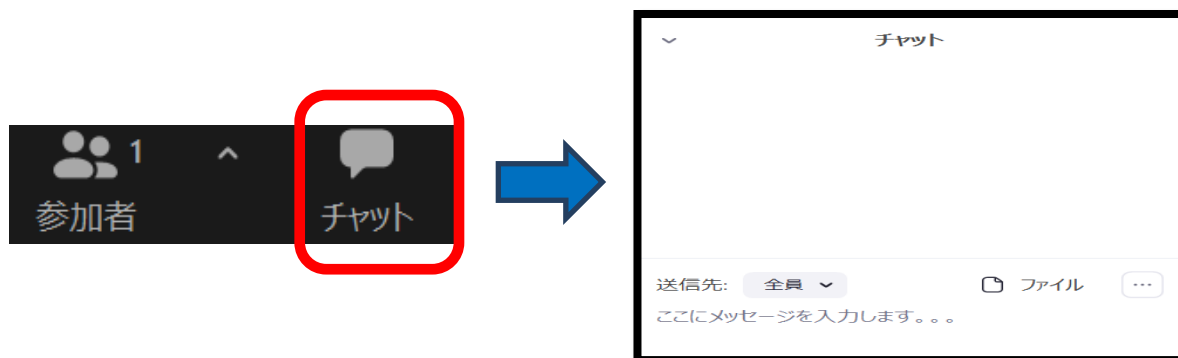 1
参加者
チャット
チャット
送信先: 全員 ファイル ...
ここにメッセージを入力します。。。